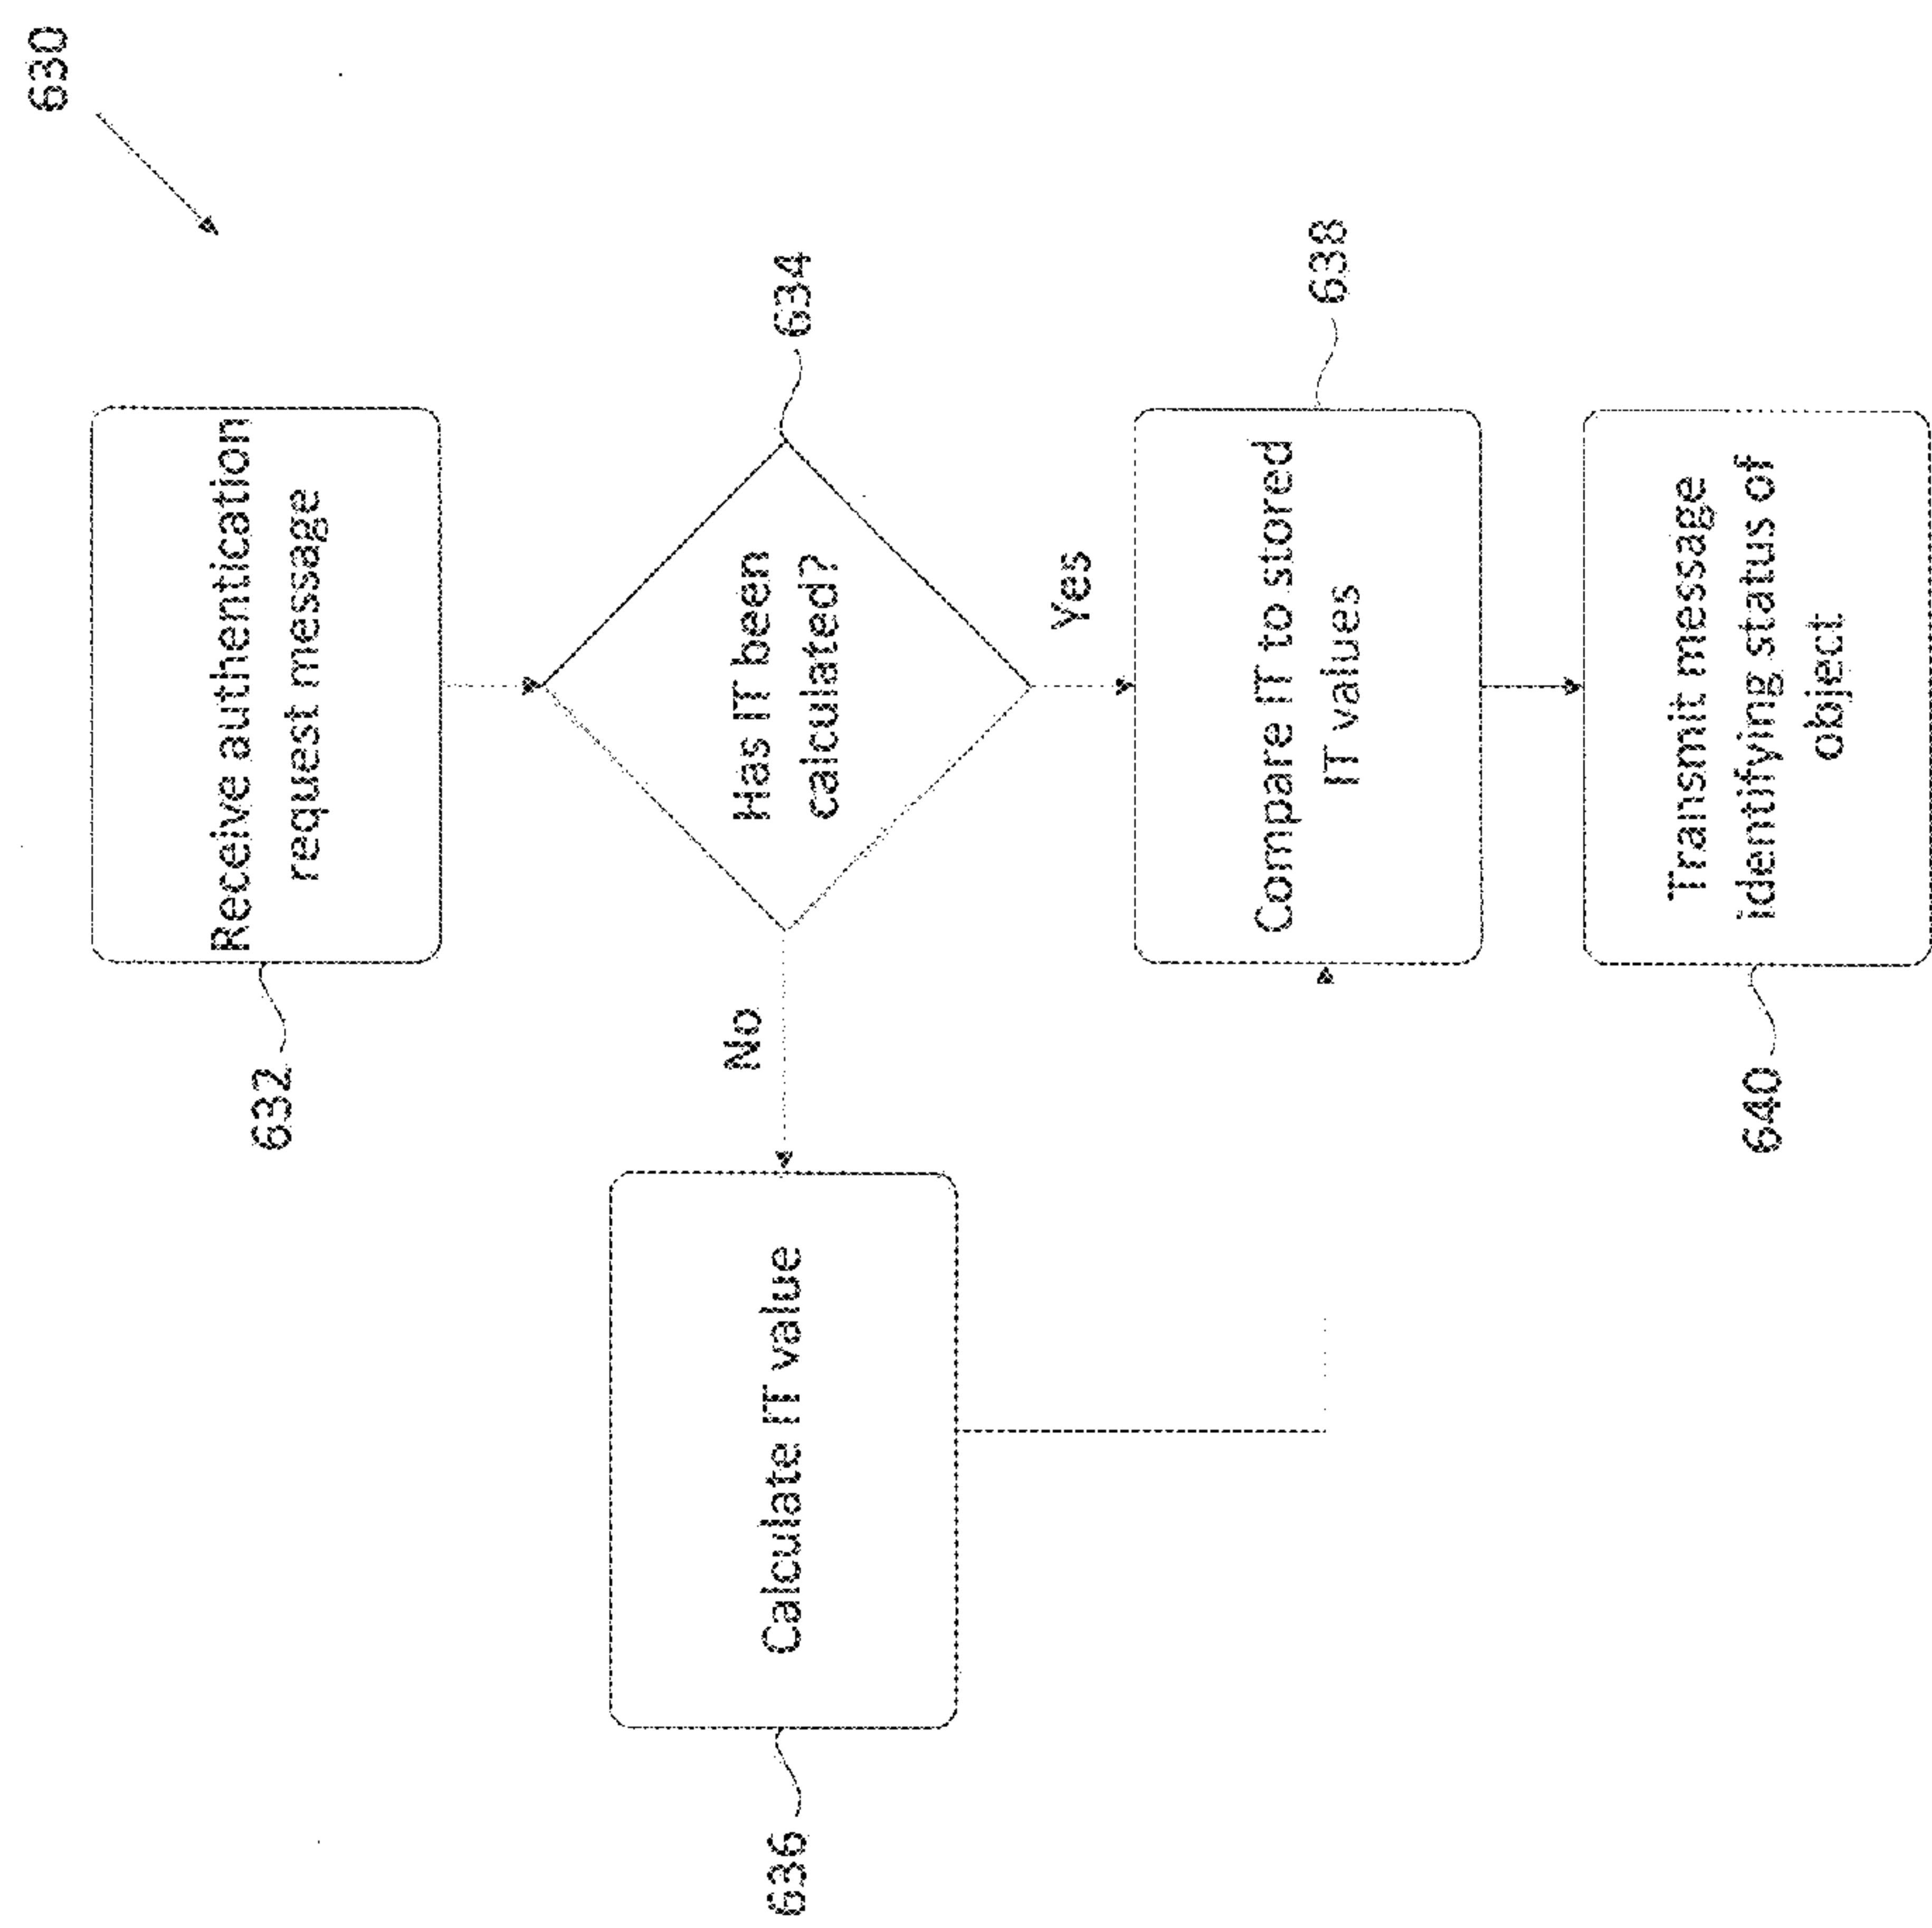 630
632
Receive authentication
request message
634
Has IT been
calculated?
No
Yes
636
Calculate IT value
638
Compare IT to stored
IT values
640
Transmit message
identifying status of
object